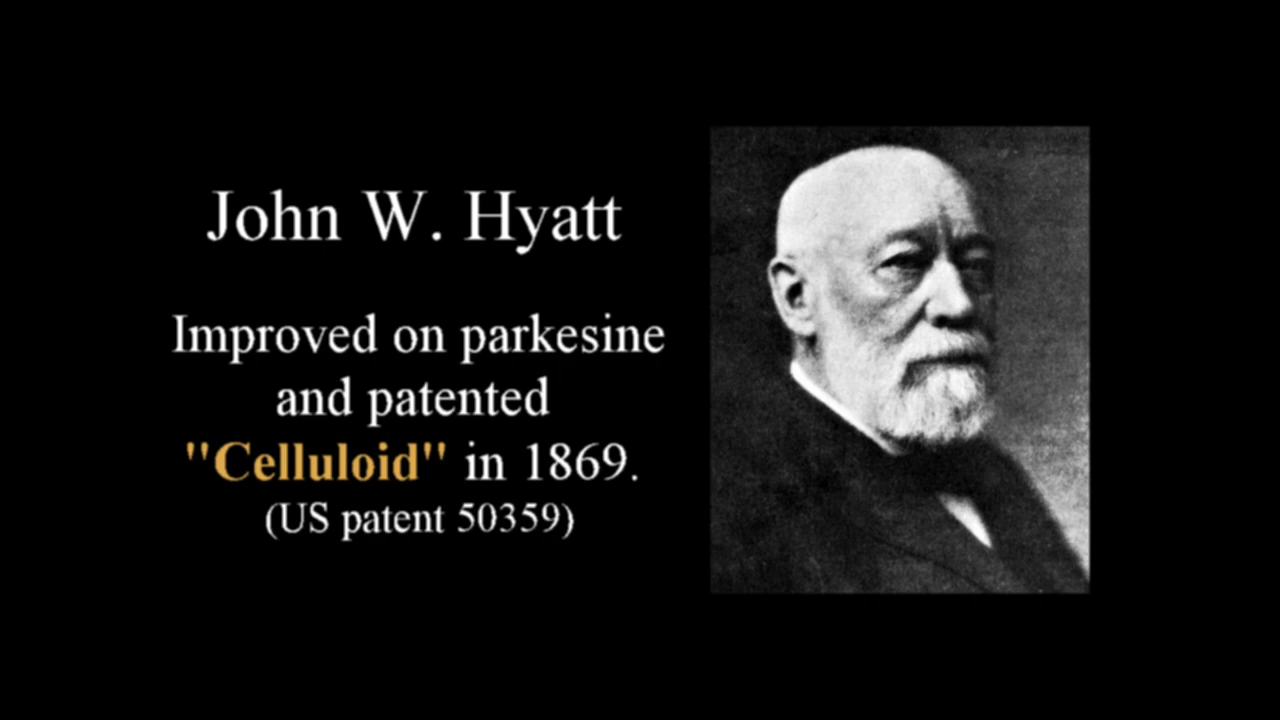 John W. Hyatt
Improved on parkesine
and patented
"Celluloid" in 1869.
(US patent 50359)